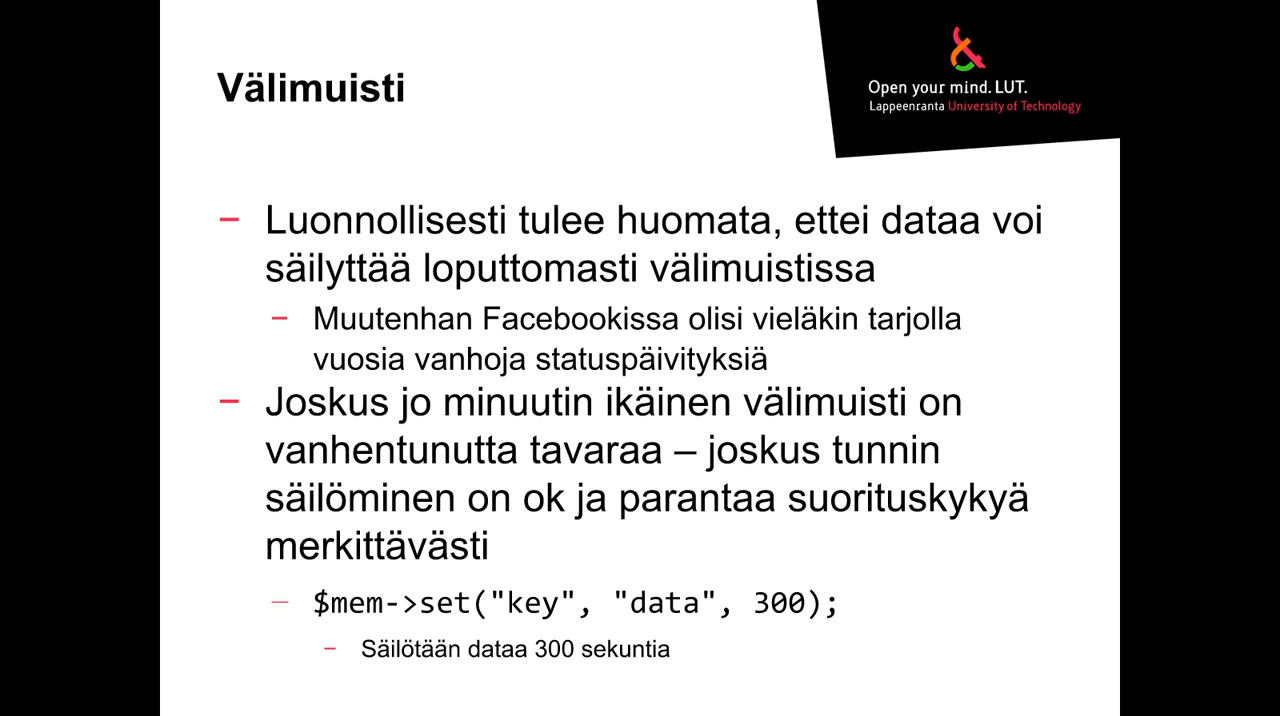 Välimuisti
Open your mind. LUT.
Lappeenranta University of Technology
– Luonnollisesti tulee huomata, ettei dataa voi
säilyttää loputtomasti välimuistissa
– Muutenhan Facebookissa olisi vieläkin tarjolla
vuosia vanhoja statuspäivityksiä
– Joskus jo minuutin ikäinen välimuisti on
vanhentunutta tavaraa – joskus tunnin
säilöminen on ok ja parantaa suorituskykyä
merkittävästi
– $mem->set("key", "data", 300);
– Säilötään dataa 300 sekuntia